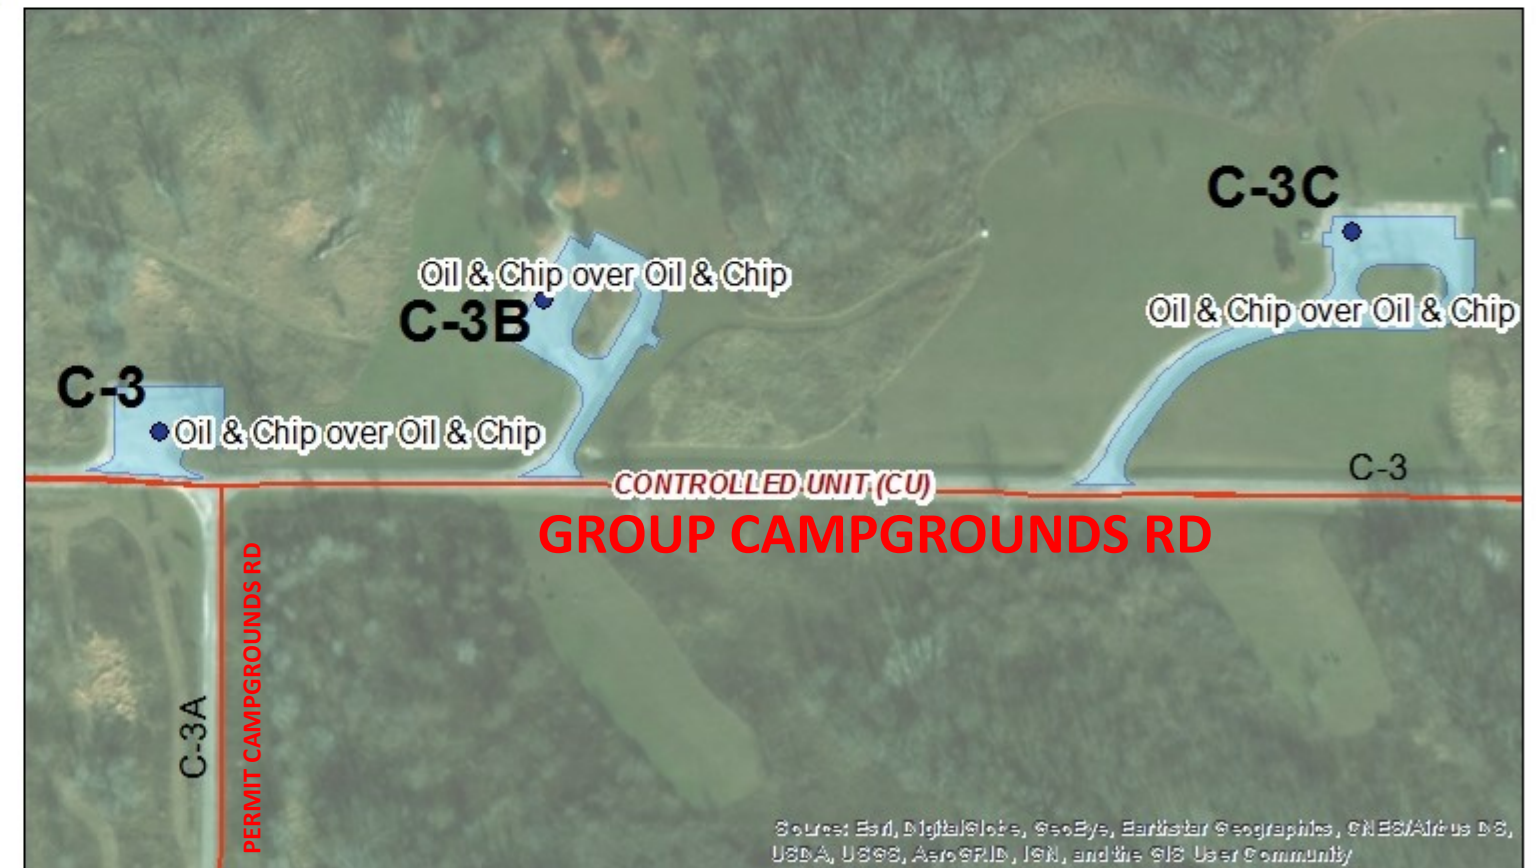 C-3C
Oil & Chip over Oil & Chip
C-3B
Oil & Chip over Oil & Chip
C-3
Oil & Chip over Oil & Chip
C-3
CONTROLLED UNIT (CU)
GROUP CAMPGROUNDS RD
PERMIT CAMPGROUNDS RD
C-3A
Source: Esri, DigitalGlobe, GeoEye, Earthstar Geographics, CNES/Airbus DS,
USDA, USGS, AeroGRID, IGN, and the GIS User Community